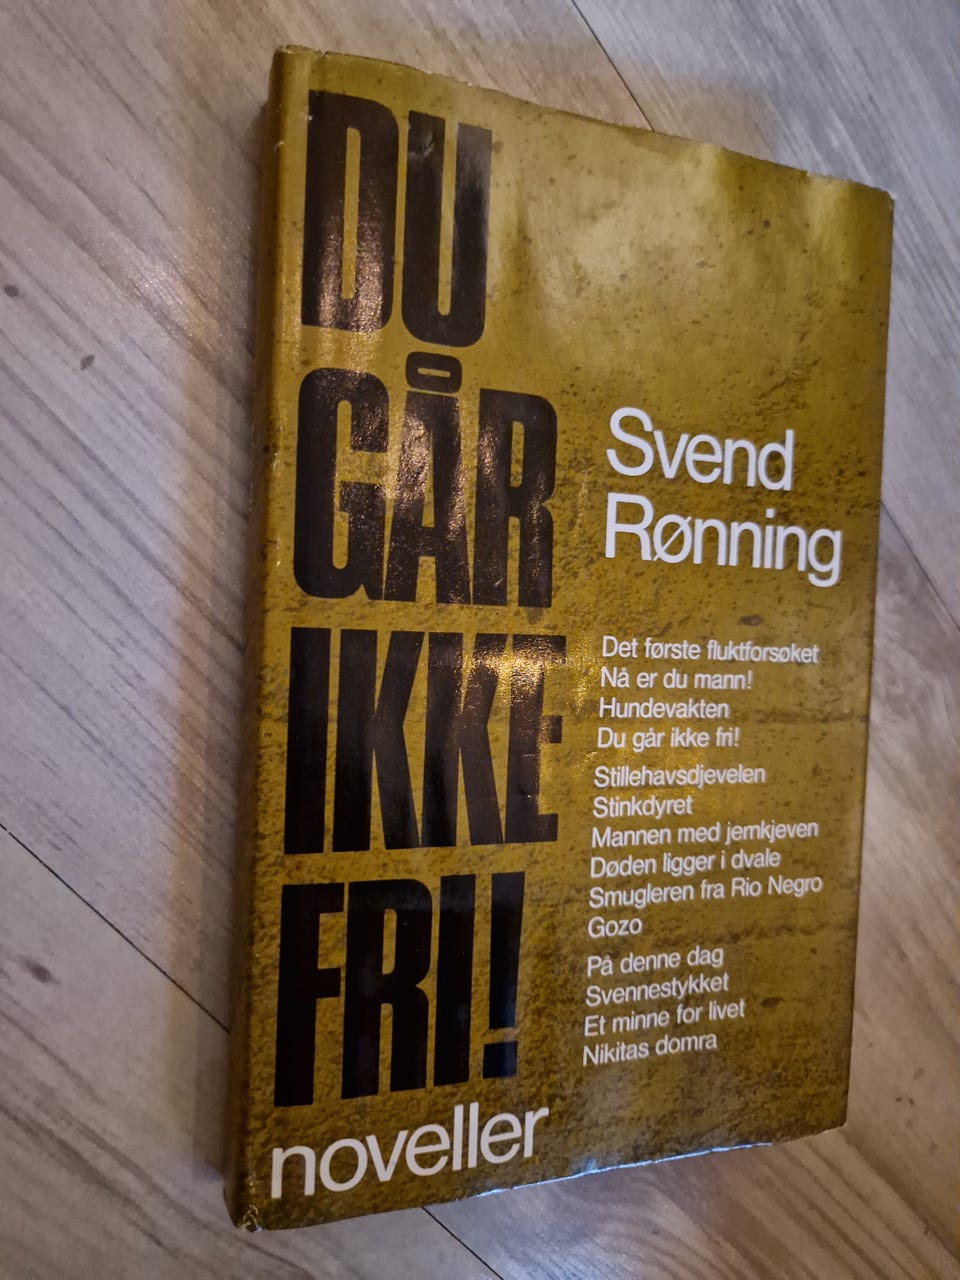 DU
GÅR
IKKE
FRI!
noveller
Svend
Rønning
Det første fluktforsøket
Nå er du mann!
Hundevakten
Du går ikke fri!
Stillehavsdjevelen
Stinkdyret
Mannen med jernkjeven
Døden ligger i dvale
Smugleren fra Rio Negro
Gozo
På denne dag
Svennestykket
Et minne for livet
Nikitas domra